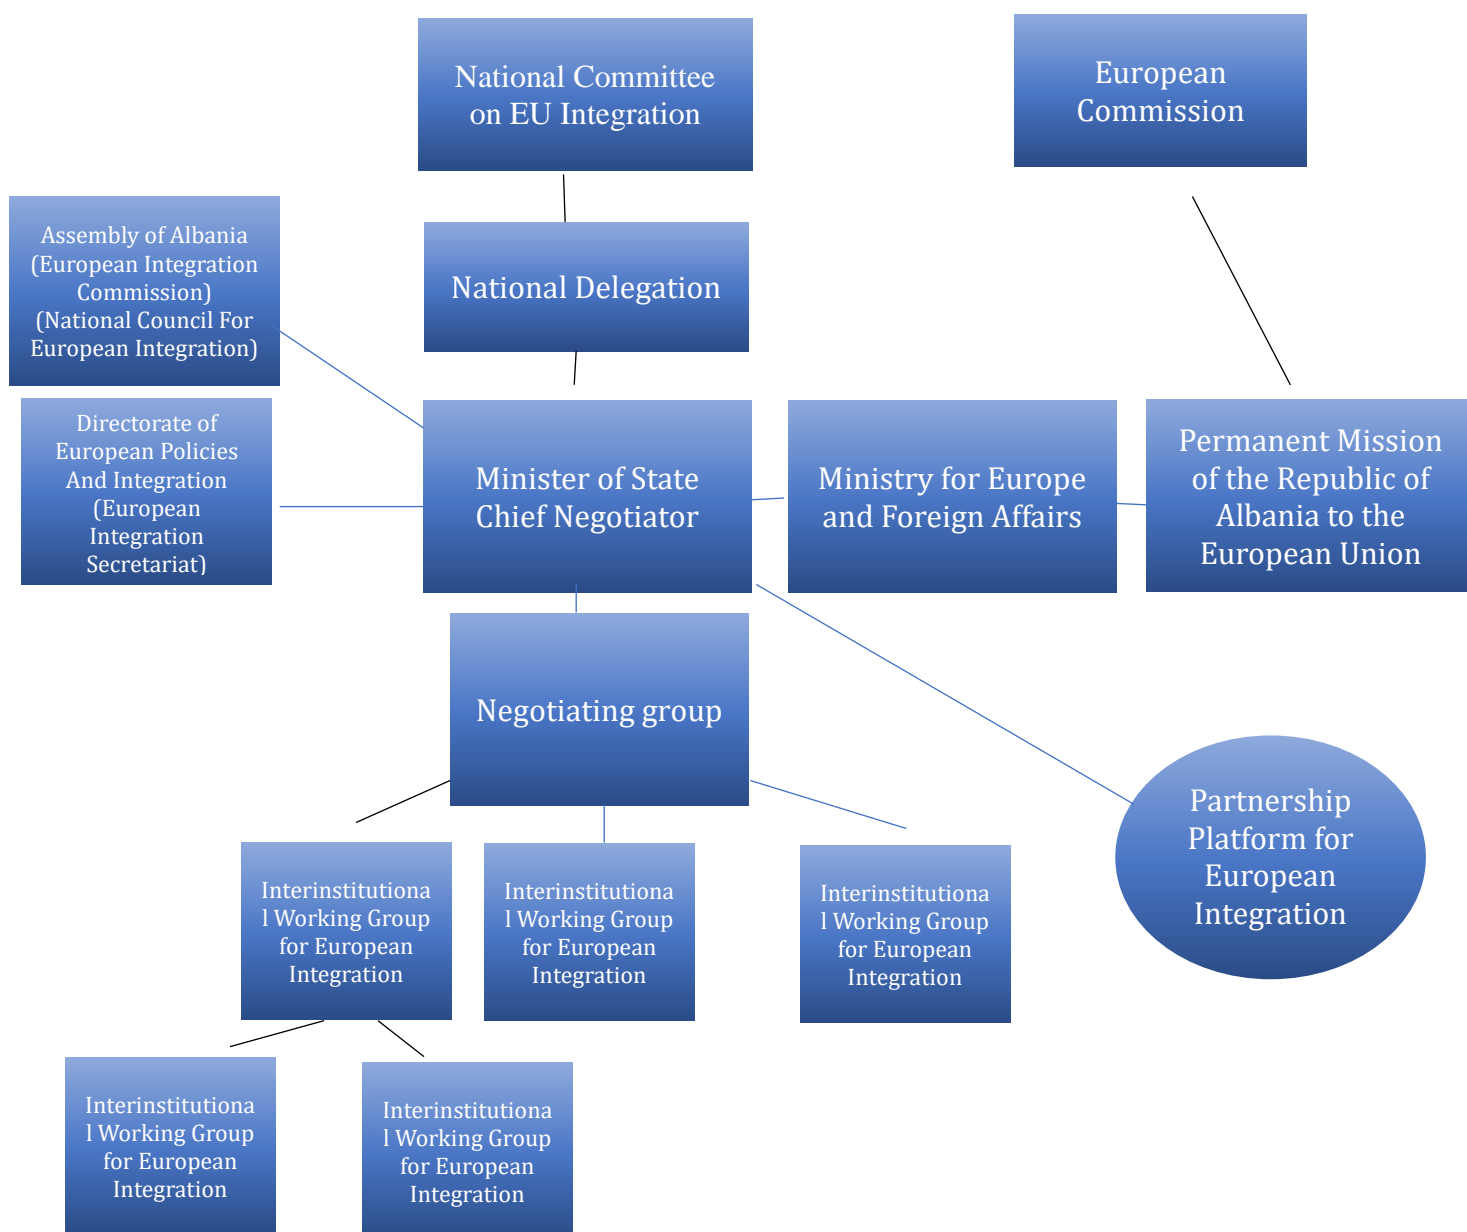 National Committee
on EU Integration
European
Commission
Assembly of Albania
(European Integration
Commission)
(National Council For
European Integration)
National Delegation
Directorate of
European Policies
And Integration
(European
Integration
Secretariat)
Minister of State
Chief Negotiator
Ministry for Europe
and Foreign Affairs
Permanent Mission
of the Republic of
Albania to the
European Union
Negotiating group
Partnership
Platform for
European
Integration
Interinstitutiona
l Working Group
for European
Integration
Interinstitutiona
l Working Group
for European
Integration
Interinstitutiona
l Working Group
for European
Integration
Interinstitutiona
l Working Group
for European
Integration
Interinstitutiona
l Working Group
for European
Integration